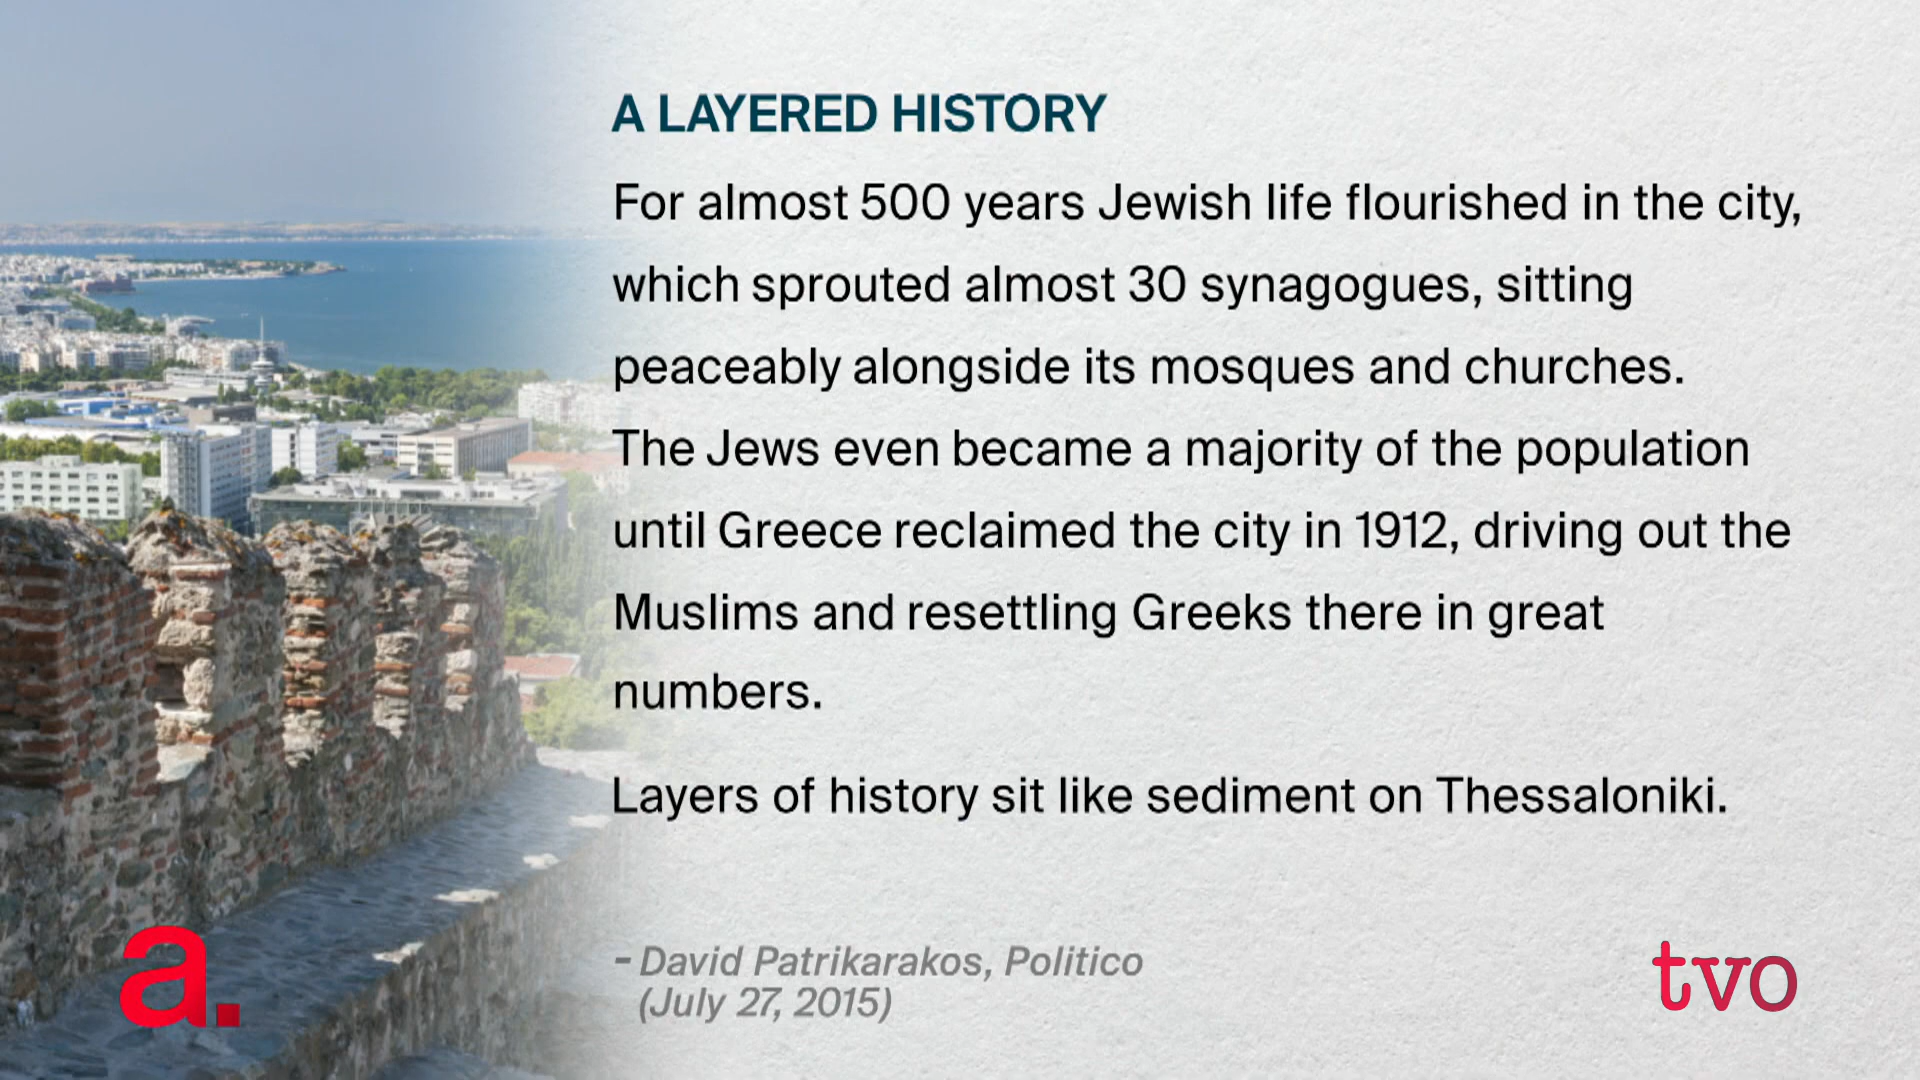 A LAYERED HISTORY
For almost 500 years Jewish life flourished in the city,
which sprouted almost 30 synagogues, sitting
peaceably alongside its mosques and churches.
The Jews even became a majority of the population
until Greece reclaimed the city in 1912, driving out the
Muslims and resettling Greeks there in great
numbers.
Layers of history sit like sediment on Thessaloniki.
- David Patrikarakos, Politico
(July 27, 2015)
a.
tvo